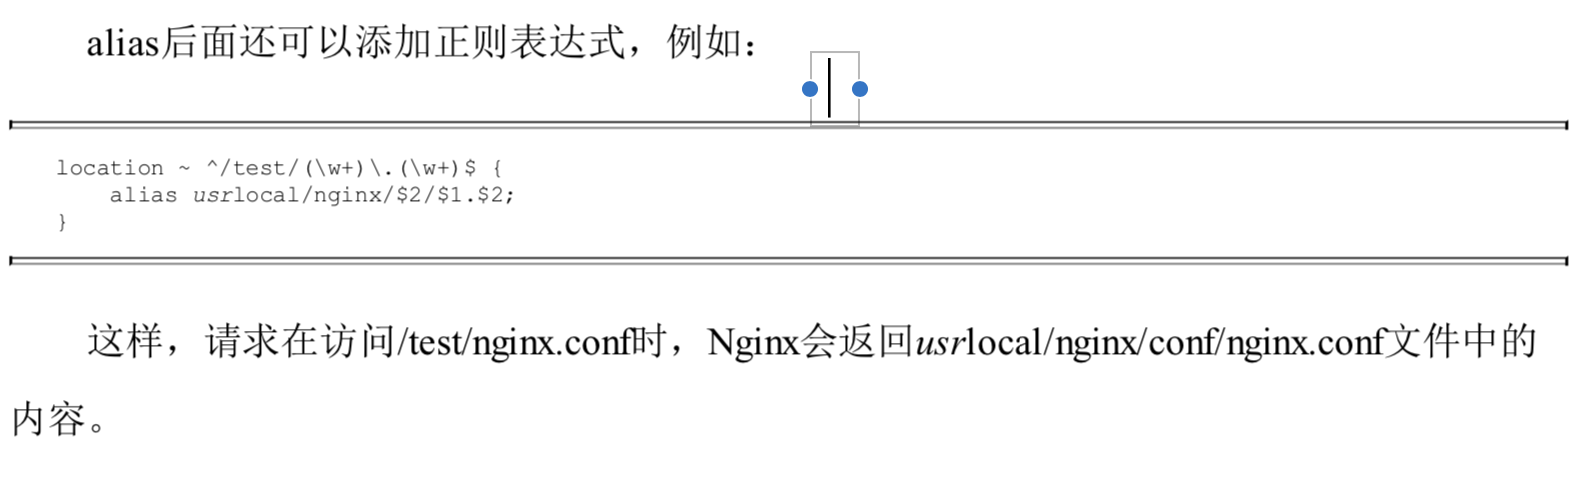 alias后面还可以添加正则表达式，例如：
location ~ ^/test/(\w+)\.(\w+)$ {
    alias usrlocal/nginx/$2/$1.$2;
}
这样，请求在访问/test/nginx.conf时，Nginx会返回usrlocal/nginx/conf/nginx.conf文件中的
内容。